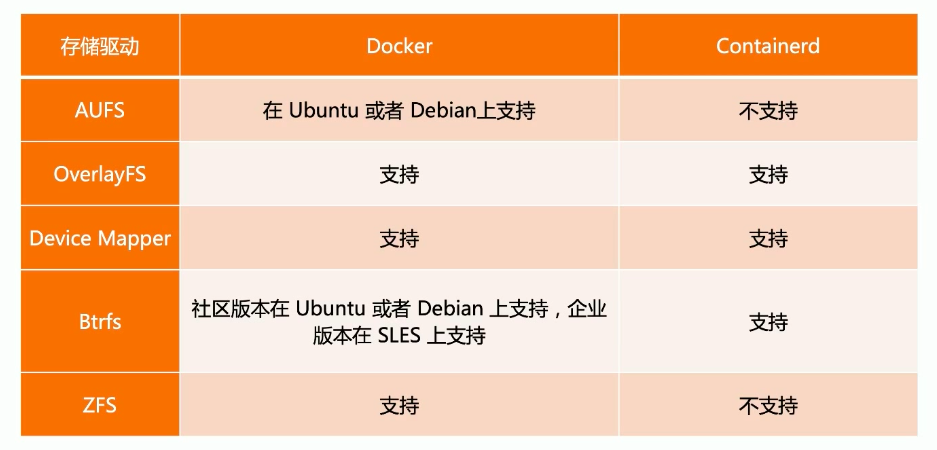 存储驱动 Docker Containerd
AUFS 在 Ubuntu 或者 Debian上支持 不支持
OverlayFS 支持 支持
Device Mapper 支持 支持
Btrfs 社区版本在 Ubuntu 或者 Debian 上支持，企业
版本在 SLES 上支持 支持
ZFS 支持 不支持